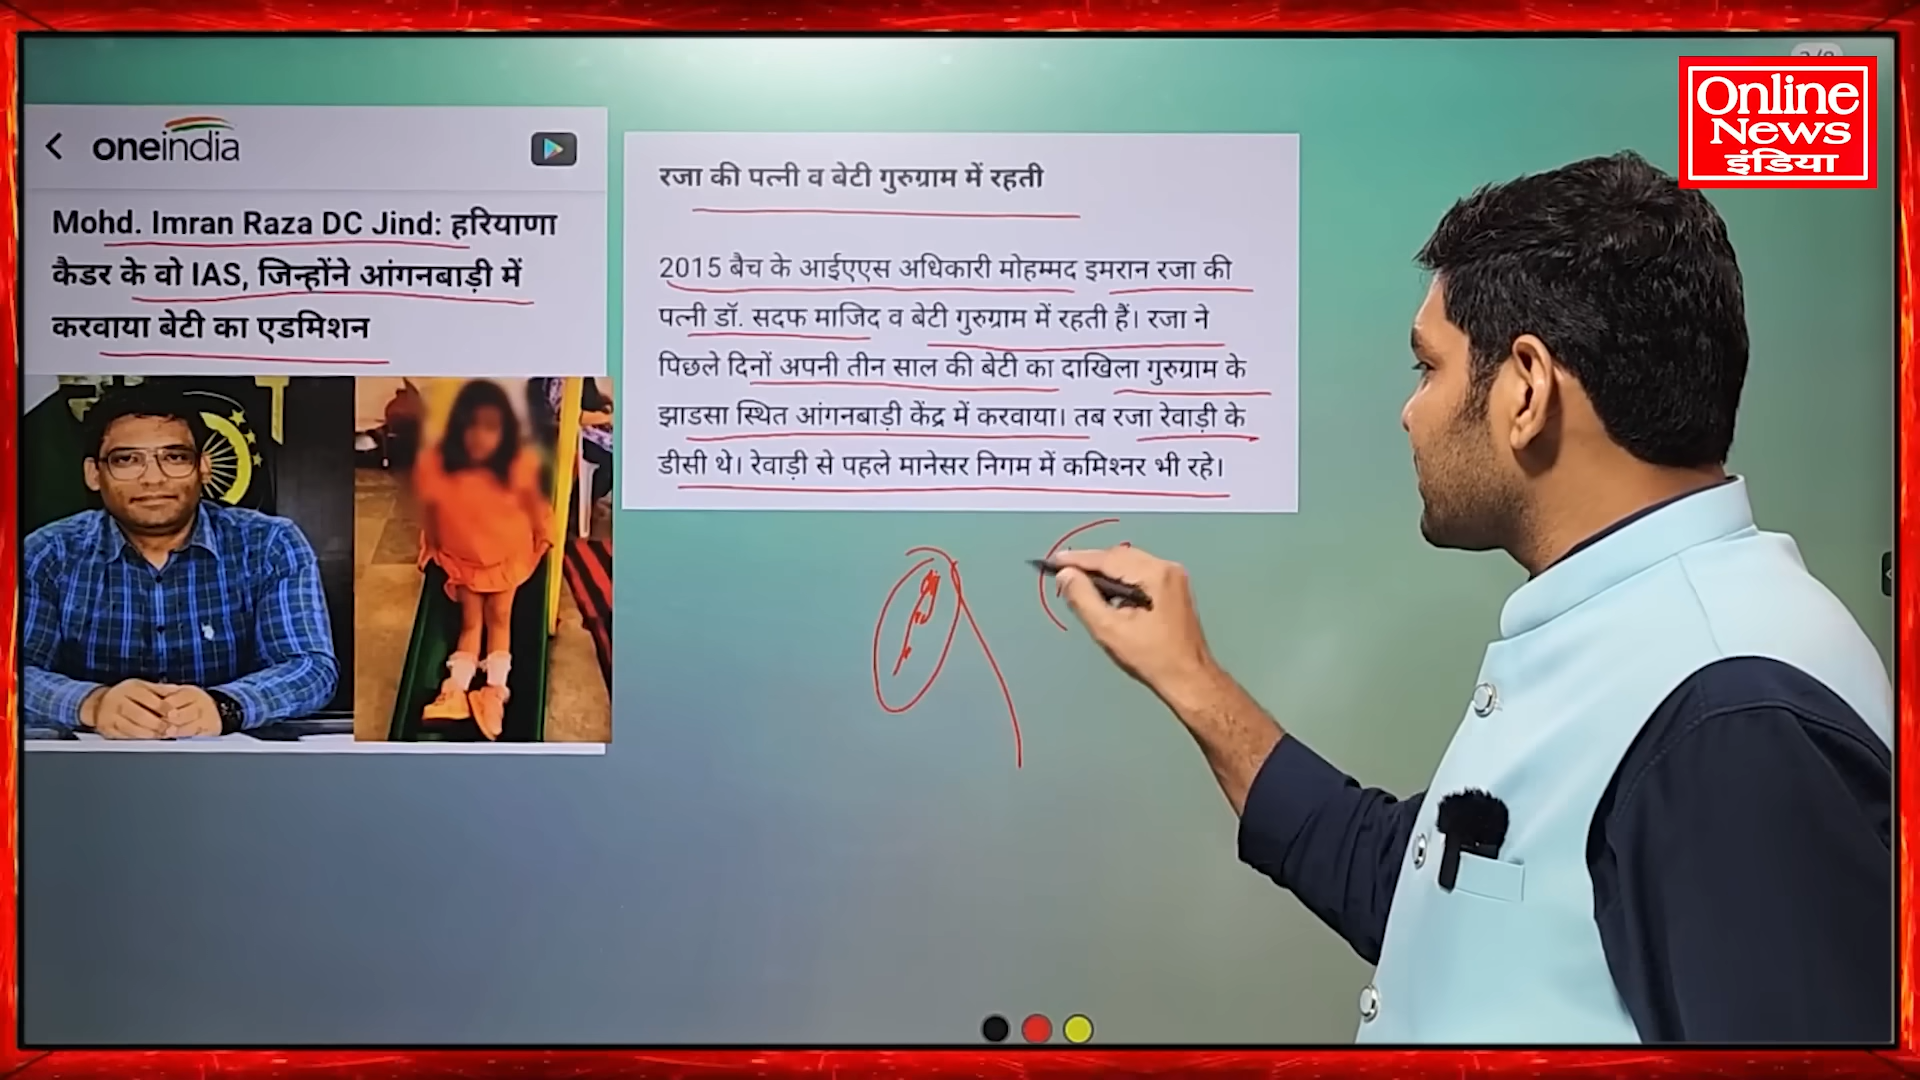 Online
News
इंडिया
oneindia
Mohd. Imran Raza DC Jind: हरियाणा
कैडर के वो IAS, जिन्होंने आंगनबाड़ी में
करवाया बेटी का एडमिशन
रजा की पत्नी व बेटी गुरुग्राम में रहती
2015 बैच के आईएएस अधिकारी मोहम्मद इमरान रजा की
पत्नी डॉ. सदफ माजिद व बेटी गुरुग्राम में रहती हैं। रजा ने
पिछले दिनों अपनी तीन साल की बेटी का दाखिला गुरुग्राम के
झाडसा स्थित आंगनबाड़ी केंद्र में करवाया। तब रजा रेवाड़ी के
डीसी थे। रेवाड़ी से पहले मानेसर निगम में कमिश्नर भी रहे।